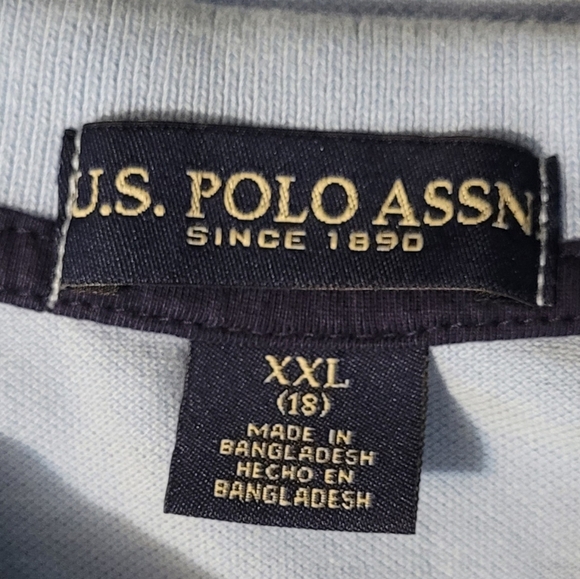 U.S. POLO ASSN
SINCE 1890
XXL
(18)
MADE IN
BANGLADESH
HECHO EN
BANGLADESH